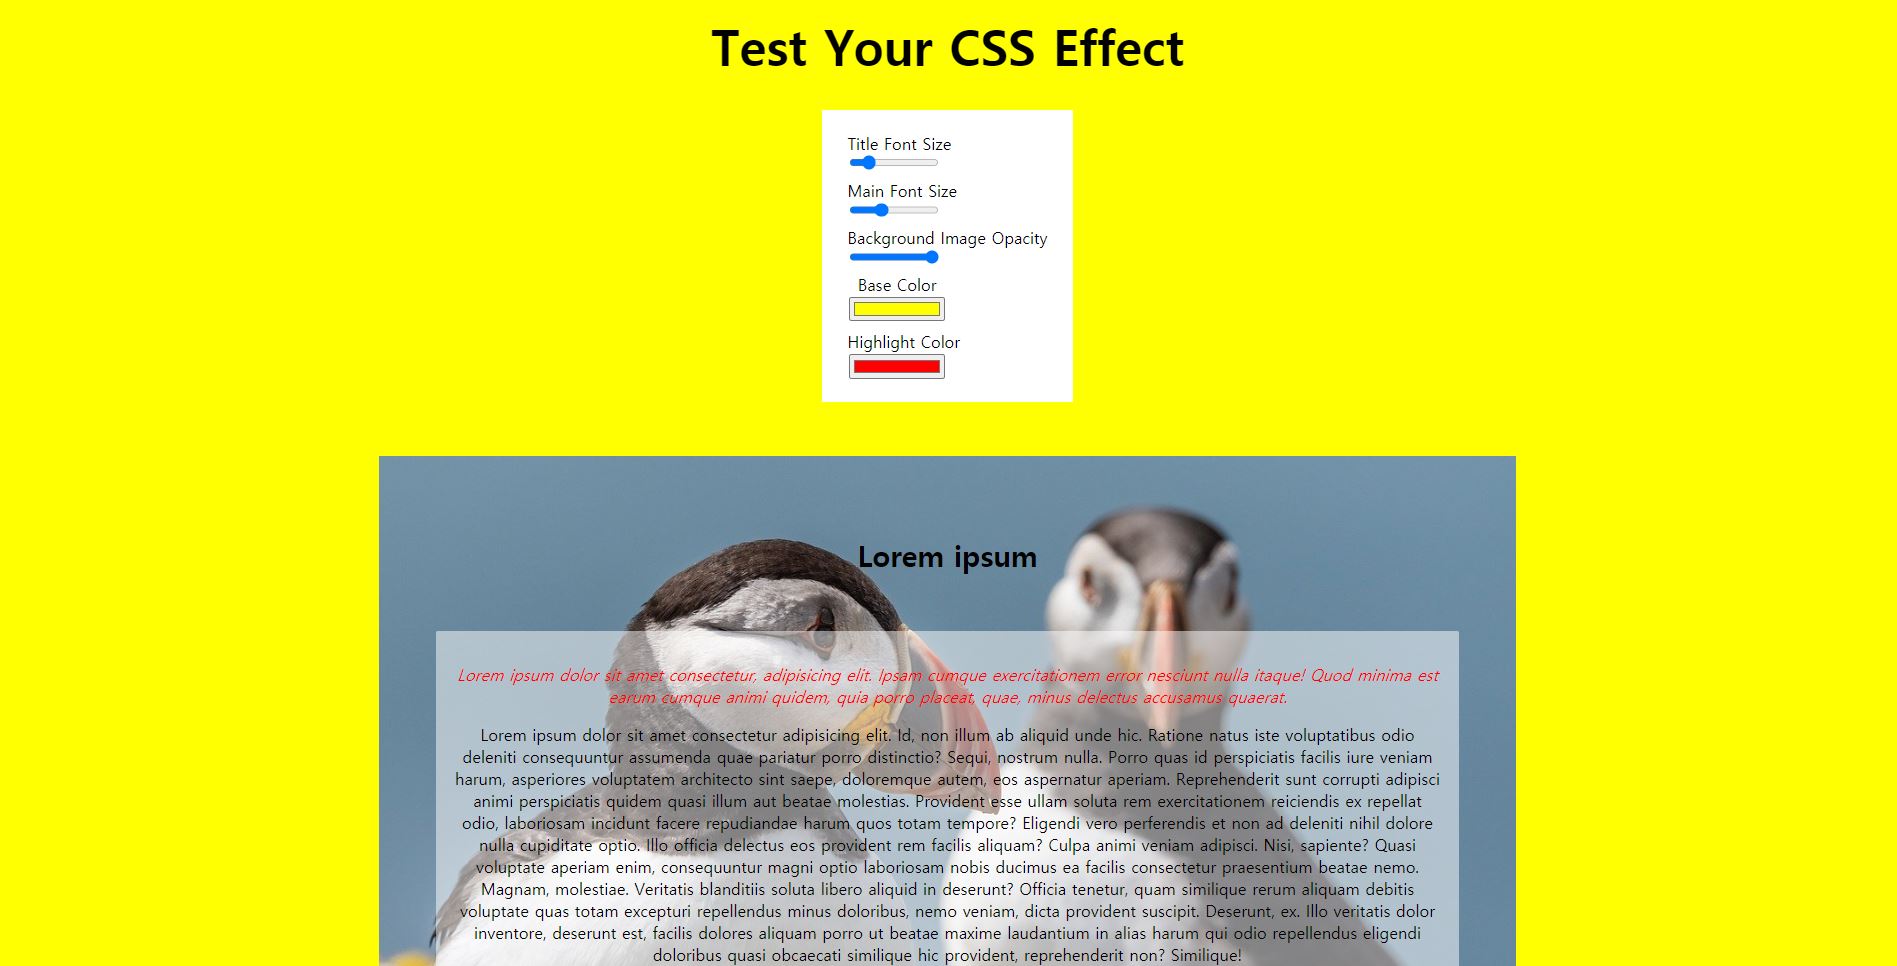 Test Your CSS Effect
Title Font Size
Main Font Size
Background Image Opacity
Base Color
Highlight Color
Lorem ipsum
Lorem ipsum dolor sit amet consectetur, adipisicing elit. Ipsam cumque exercitationem error nesciunt nulla itaque! Quod minima est
earum cumque animi quidem, quia porro placeat, quae, minus delectus accusamus quaerat.
Lorem ipsum dolor sit amet consectetur adipisicing elit. Id, non illum ab aliquid unde hic. Ratione natus iste voluptatibus odio
deleniti consequuntur assumenda quae pariatur porro distinctio? Sequi, nostrum nulla. Porro quas id perspiciatis facilis iure veniam
harum, asperiores voluptatem architecto sint saepe, doloremque autem, eos aspernatur aperiam. Reprehenderit sunt corrupti adipisci
animi perspiciatis quidem quasi illum aut beatae molestias. Provident esse ullam soluta rem exercitationem reiciendis ex repellat
odio, laboriosam incidunt facere repudiandae harum quos totam tempore? Eligendi vero perferendis et non ad deleniti nihil dolore
nulla cupiditate optio. Illo officia delectus eos provident rem facilis aliquam? Culpa animi veniam adipisci. Nisi, sapiente? Quasi
voluptate aperiam enim, consequuntur magni optio laboriosam nobis ducimus ea facilis consectetur praesentium beatae nemo.
Magnam, molestiae. Veritatis blanditiis soluta libero aliquid in deserunt? Officia tenetur, quam similique rerum aliquam debitis
voluptate quas totam excepturi repellendus minus doloribus, nemo veniam, dicta provident suscipit. Deserunt, ex. Illo veritatis dolor
inventore, deserunt est, facilis dolores aliquam porro ut beatae maxime laudantium in alias harum qui odio repellendus eligendi
doloribus quasi obcaecati similique hic provident, reprehenderit non? Similique!